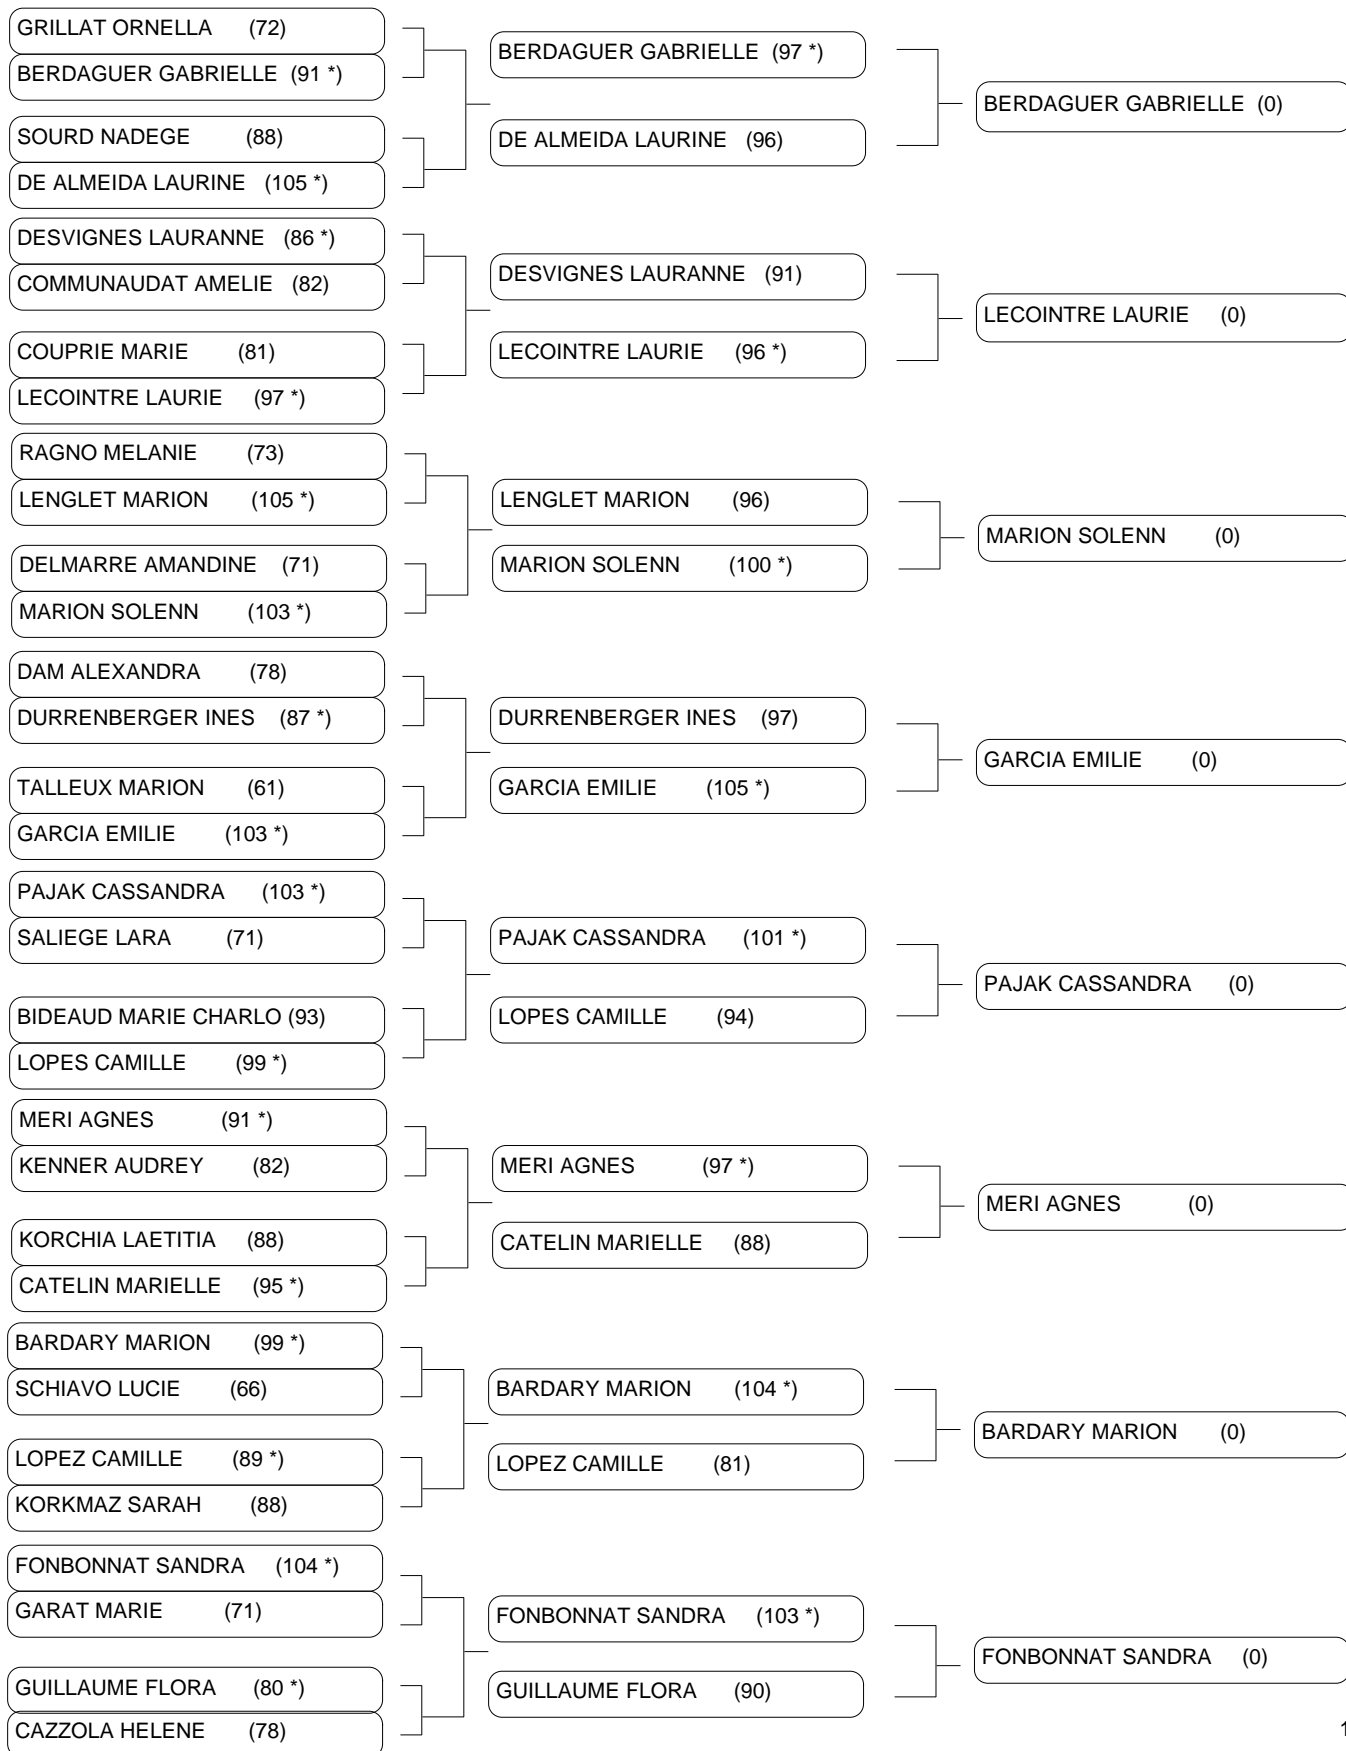 GRILLAT ORNELLA (72)
BERDAGUER GABRIELLE (91 *)
SOURD NADEGE (88)
DE ALMEIDA LAURINE (105 *)
DESVIGNES LAURANNE (86 *)
COMMUNAUDAT AMELIE (82)
COUPRIE MARIE (81)
LECOINTRE LAURIE (97 *)
RAGNO MELANIE (73)
LENGLET MARION (105 *)
DELMARRE AMANDINE (71)
MARION SOLENN (103 *)
DAM ALEXANDRA (78)
DURRENBERGER INES (87 *)
TALLEUX MARION (61)
GARCIA EMILIE (103 *)
PAJAK CASSANDRA (103 *)
SALIEGE LARA (71)
BIDEAUD MARIE CHARLO (93)
LOPES CAMILLE (99 *)
MERI AGNES (91 *)
KENNER AUDREY (82)
KORCHIA LAETITIA (88)
CATELIN MARIELLE (95 *)
BARDARY MARION (99 *)
SCHIAVO LUCIE (66)
LOPEZ CAMILLE (89 *)
KORKMAZ SARAH (88)
FONBONNAT SANDRA (104 *)
GARAT MARIE (71)
GUILLAUME FLORA (80 *)
CAZZOLA HELENE (78)
BERDAGUER GABRIELLE (97 *)
DE ALMEIDA LAURINE (96)
DESVIGNES LAURANNE (91)
LECOINTRE LAURIE (96 *)
LENGLET MARION (96)
MARION SOLENN (100 *)
DURRENBERGER INES (97)
GARCIA EMILIE (105 *)
PAJAK CASSANDRA (101 *)
LOPES CAMILLE (94)
MERI AGNES (97 *)
CATELIN MARIELLE (88)
BARDARY MARION (104 *)
LOPEZ CAMILLE (81)
FONBONNAT SANDRA (103 *)
GUILLAUME FLORA (90)
BERDAGUER GABRIELLE (0)
LECOINTRE LAURIE (0)
MARION SOLENN (0)
GARCIA EMILIE (0)
PAJAK CASSANDRA (0)
MERI AGNES (0)
BARDARY MARION (0)
FONBONNAT SANDRA (0)
1